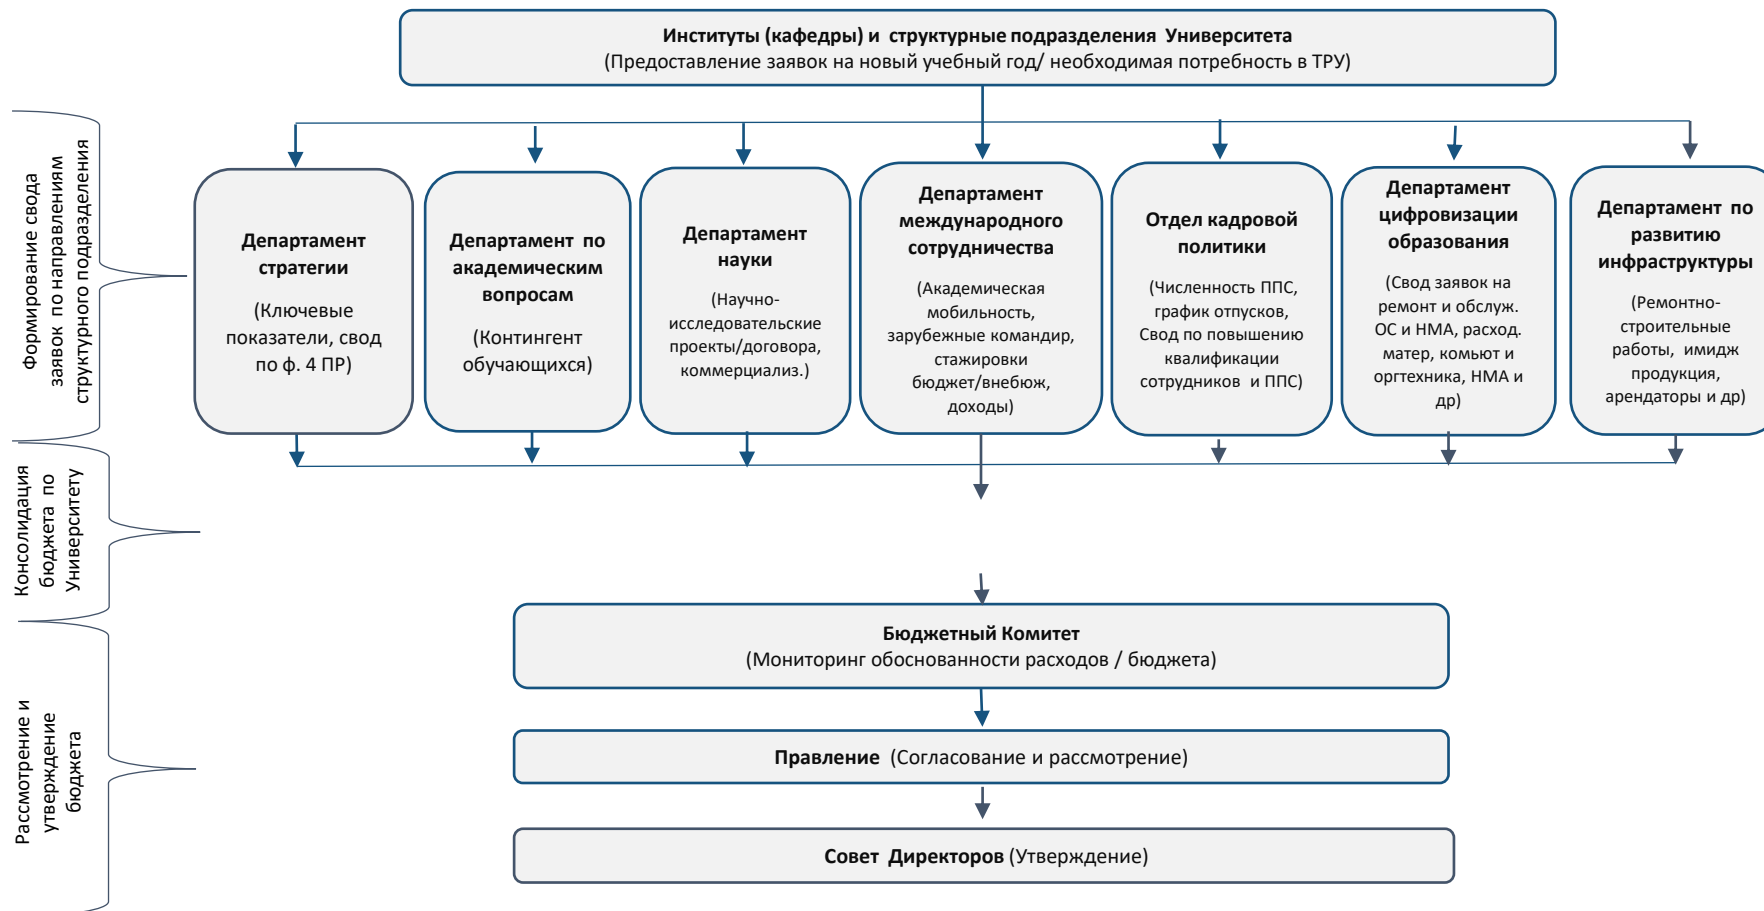 Институты (кафедры) и структурные подразделения Университета
(Предоставление заявок на новый учебный год/ необходимая потребность в ТРУ)
Формирование свода
заявок по направлениям
структурного подразделения
Департамент
стратегии
(Ключевые
показатели, свод
по ф. 4 ПР)
Департамент по
академическим
вопросам
(Контингент
обучающихся)
Департамент
науки
(Научно-
исследовательские
проекты/договора,
коммерциализ.)
Департамент
международного
сотрудничества
(Академическая
мобильность,
зарубежные командир,
стажировки
бюджет/внебюж,
доходы)
Отдел кадровой
политики
(Численность ППС,
график отпусков,
Свод по повышению
квалификации
сотрудников и ППС)
Департамент
цифровизации
образования
(Свод заявок на
ремонт и обслуж.
ОС и НМА, расход.
матер, комьют и
оргтехника, НМА и
др)
Департамент по
развитию
инфраструктуры
(Ремонтно-
строительные
работы, имидж
продукция,
арендаторы и др)
Консолидация
бюджета по
Университету
Рассмотрение и
утверждение
бюджета
Бюджетный Комитет
(Мониторинг обоснованности расходов / бюджета)
Правление (Согласование и рассмотрение)
Совет Директоров (Утверждение)